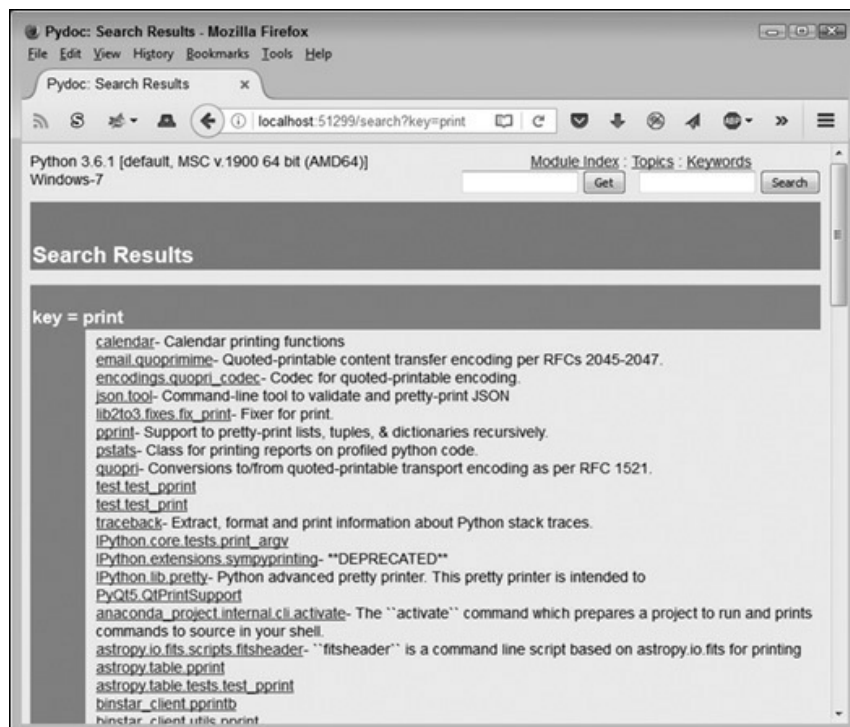 Pydoc: Search Results - Mozilla Firefox
File Edit View History Bookmarks Tools Help
Pydoc: Search Results ×
localhost:51299/search?key=print
Python 3.6.1 [default, MSC v.1900 64 bit (AMD64)]
Windows-7
Module Index : Topics : Keywords
Get Search
Search Results
key = print
calendar- Calendar printing functions
email.quoprimime- Quoted-printable content transfer encoding per RFCs 2045-2047.
encodings.quopri_codec- Codec for quoted-printable encoding.
json.tool- Command-line tool to validate and pretty-print JSON
lib2to3.fixes.fix_print- Fixer for print.
pprint- Support to pretty-print lists, tuples, & dictionaries recursively.
pstats- Class for printing reports on profiled python code.
quopri- Conversions to/from quoted-printable transport encoding as per RFC 1521.
test.test_pprint
test.test_print
traceback- Extract, format and print information about Python stack traces.
IPython.core.tests.print_argv
IPython.extensions.sympyprinting- **DEPRECATED**
IPython.lib.pretty- Python advanced pretty printer. This pretty printer is intended to
PyQt5.QtPrintSupport
anaconda_project.internal.cli.activate- The ``activate`` command which prepares a project to run and prints
commands to source in your shell.
astropy.io.fits.scripts.fitsheader- ``fitsheader`` is a command line script based on astropy.io.fits for printing
astropy.table.pprint
astropy.table.tests.test_pprint
binstar_client.pprintb
binstar_client.utils.pprint